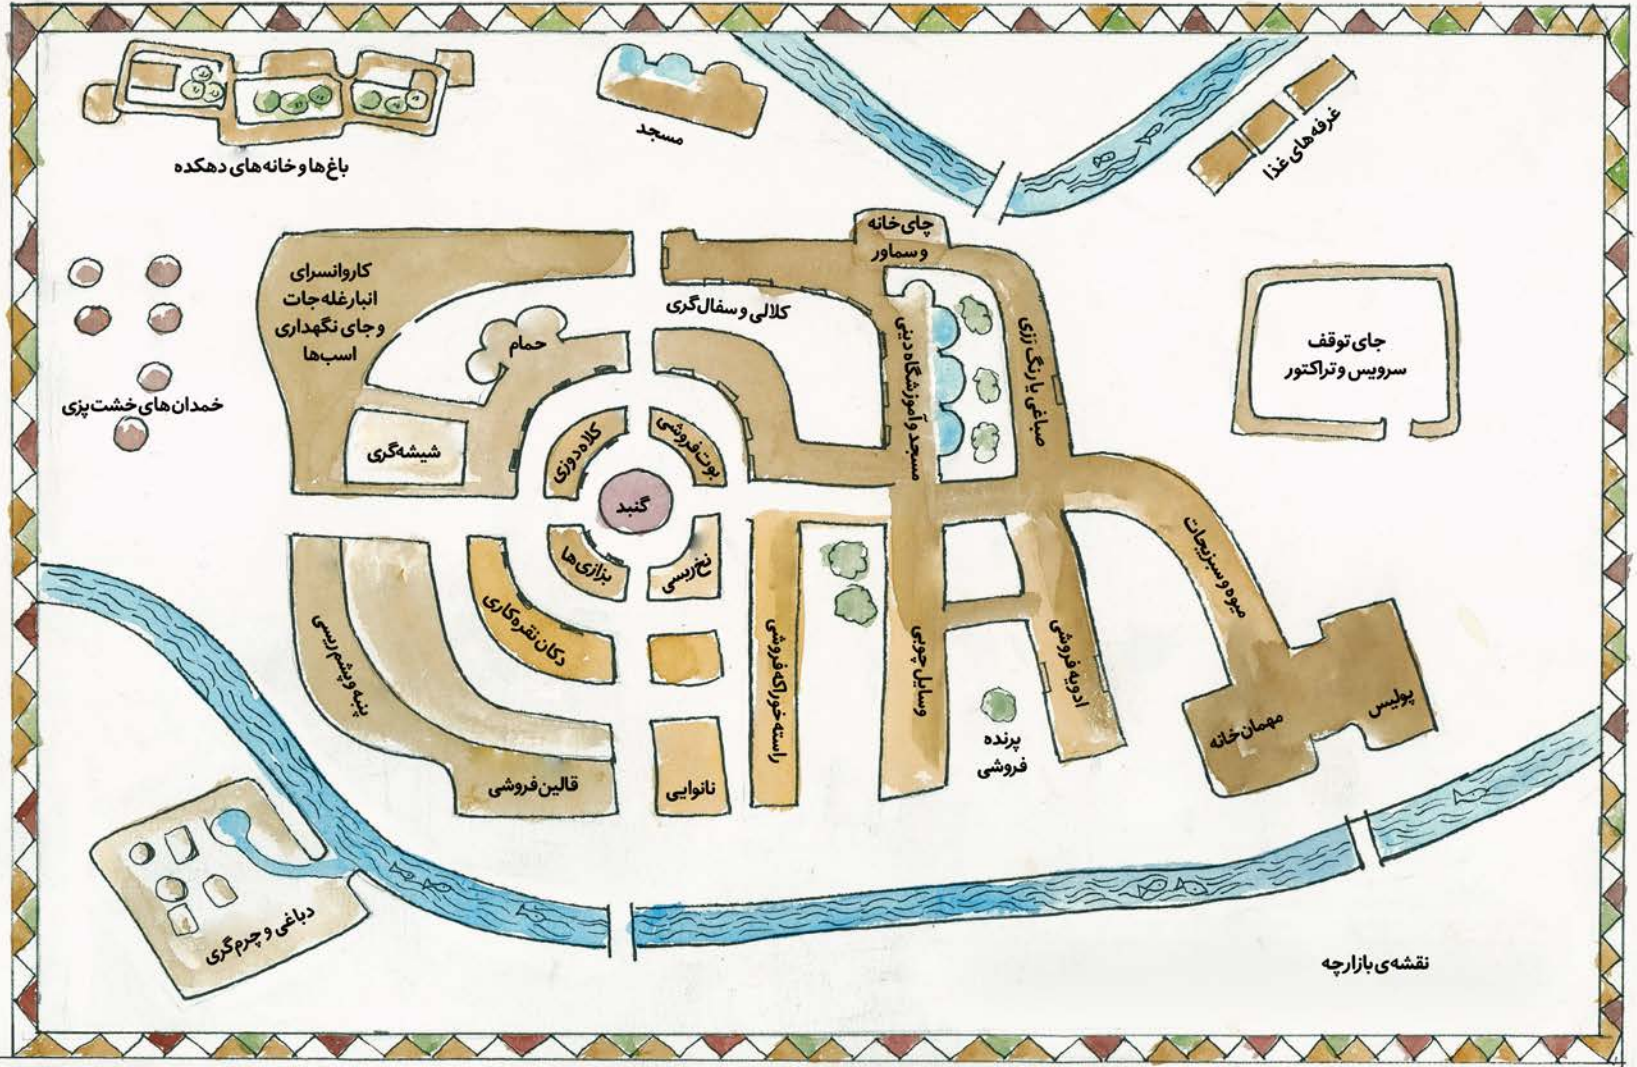 باغ‌ها و خانه‌های دهکده
مسجد
غرفه‌های غذا
چای خانه
و سماور
کاروانسرای
انبار غله جات
و جای نگهداری
اسب‌ها
کلالی و سفال‌گری
حمام
مسجد و آموزشگاه دینی
صباغی یا رنگ رزی
جای توقف
سرویس و تراکتور
خمدان‌های خشت‌پزی
شیشه‌گری
کلاه دوزی
بوت فروشی
گنبد
بزازی‌ها
نخ ریسی
میوه و سبزیجات
پنبه و پشم ریسی
دکان نقره‌کاری
راسته خوراکه فروشی
وسایل چوبی
ادویه فروشی
پرنده
فروشی
مهمان خانه
پولیس
قالین فروشی
نانوایی
دباغی و چرم‌گری
نقشه‌ی بازارچه